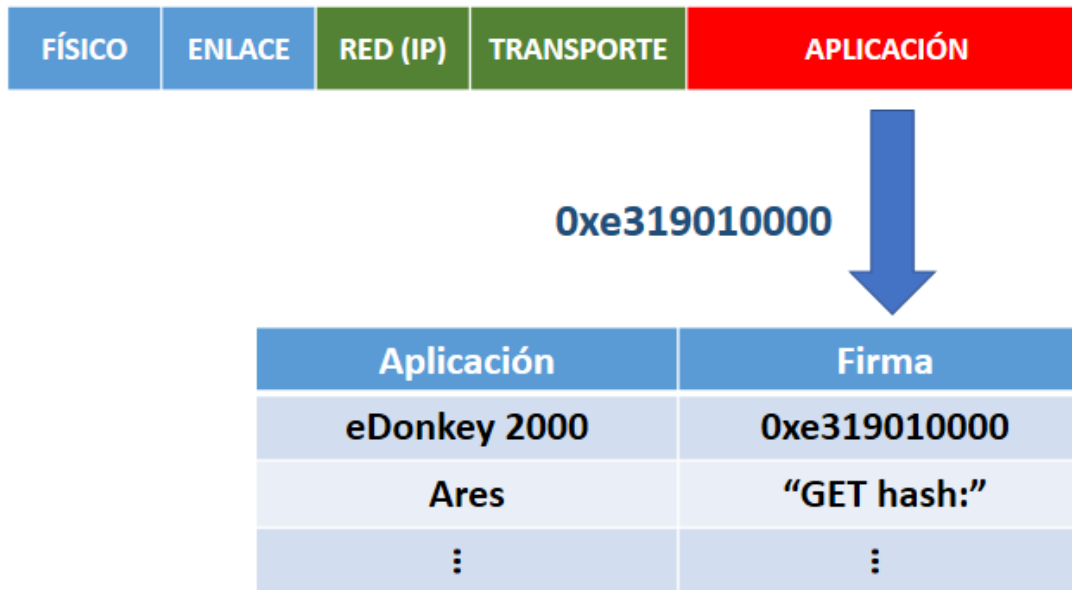 FÍSICO ENLACE RED (IP) TRANSPORTE APLICACIÓN
0xe319010000
Aplicación Firma
eDonkey 2000 0xe319010000
Ares “GET hash:”
⋮ ⋮